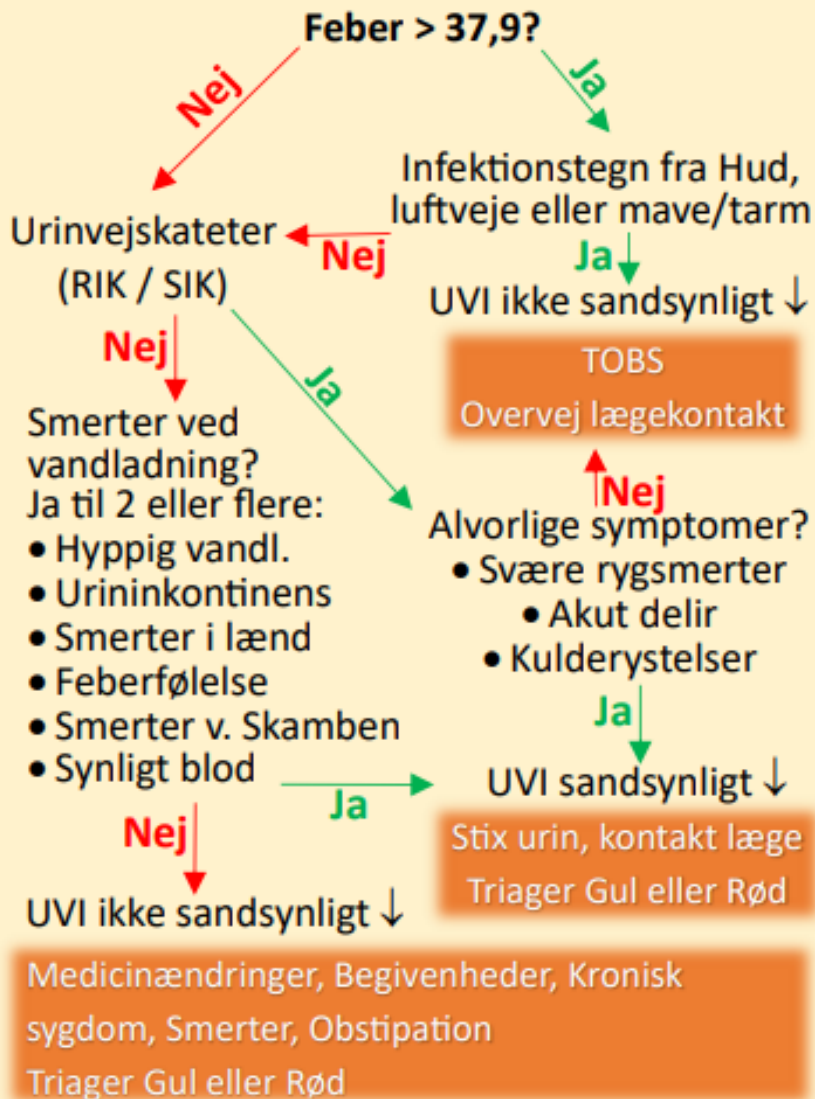 Feber > 37,9?
Nej
Ja
Infektionstegn fra Hud,
luftveje eller mave/tarm
Nej
Ja
Urinvejskateter
(RIK / SIK)
UVI ikke sandsynligt ↓
TOBS
Overvej lægekontakt
Nej
Ja
Nej
Smerter ved
vandladning?
Ja til 2 eller flere:
• Hyppig vandl.
• Urininkontinens
• Smerter i lænd
• Feberfølelse
• Smerter v. Skamben
• Synligt blod
Alvorlige symptomer?
• Svære rygsmerter
• Akut delir
• Kulderystelser
Ja
Ja
Nej
UVI sandsynligt ↓
Stix urin, kontakt læge
Triager Gul eller Rød
UVI ikke sandsynligt ↓
Medicinændringer, Begivenheder, Kronisk
sygdom, Smerter, Obstipation
Triager Gul eller Rød